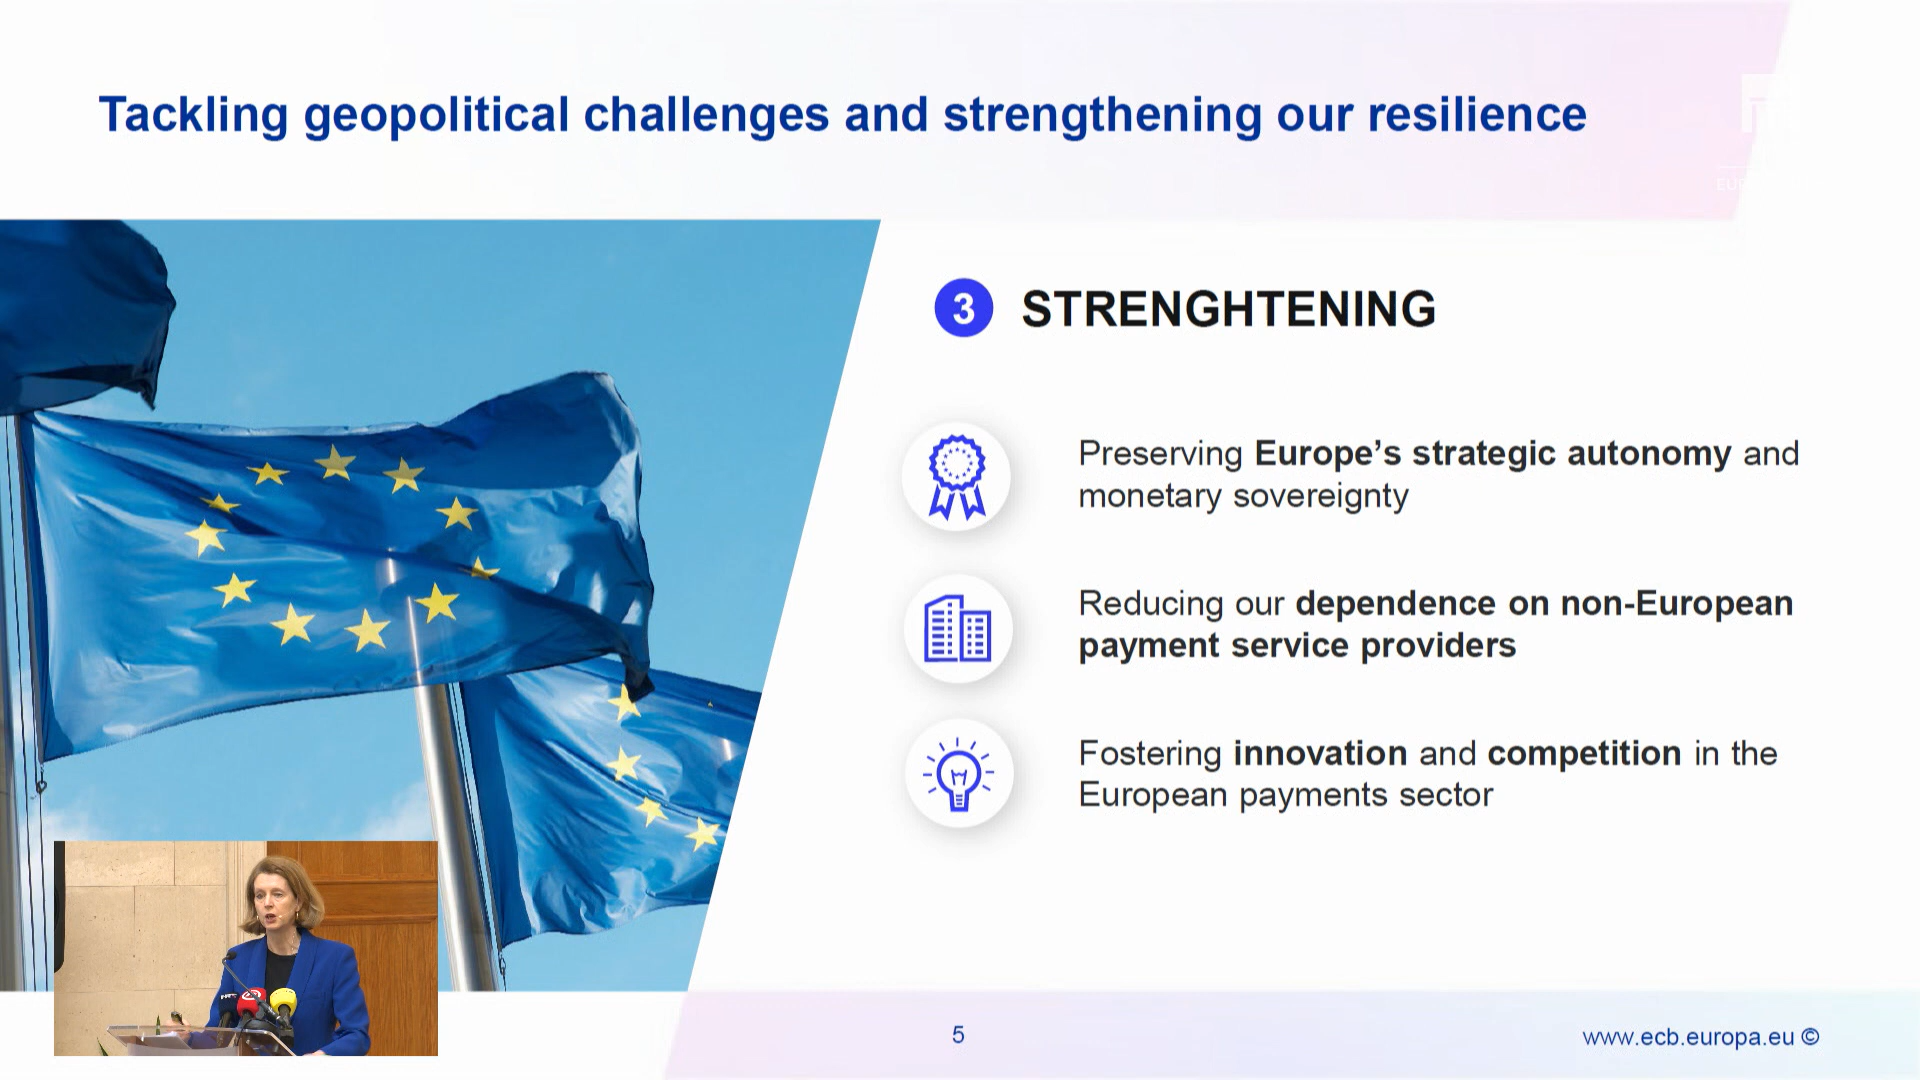 Tackling geopolitical challenges and strengthening our resilience
3 STRENGHTENING
Preserving Europe’s strategic autonomy and
monetary sovereignty
Reducing our dependence on non-European
payment service providers
Fostering innovation and competition in the
European payments sector
5
www.ecb.europa.eu ©